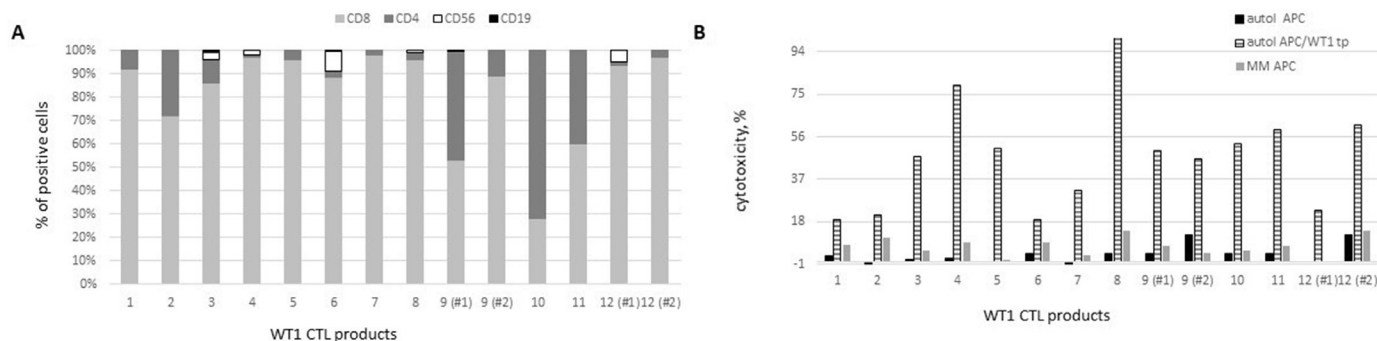 CD8 CD4 CD56 CD19
A
100%
90%
80%
70%
60%
50%
40%
30%
20%
10%
0%
% of positive cells
1 2 3 4 5 6 7 8 9 (#1) 9 (#2) 10 11 12 (#1) 12 (#2)
WT1 CTL products
B
autol APC
autol APC/WT1 tp
MM APC
94
75
56
37
18
-1
cytotoxicity, %
1 2 3 4 5 6 7 8 9 (#1) 9 (#2) 10 11 12 (#1) 12 (#2)
WT1 CTL products